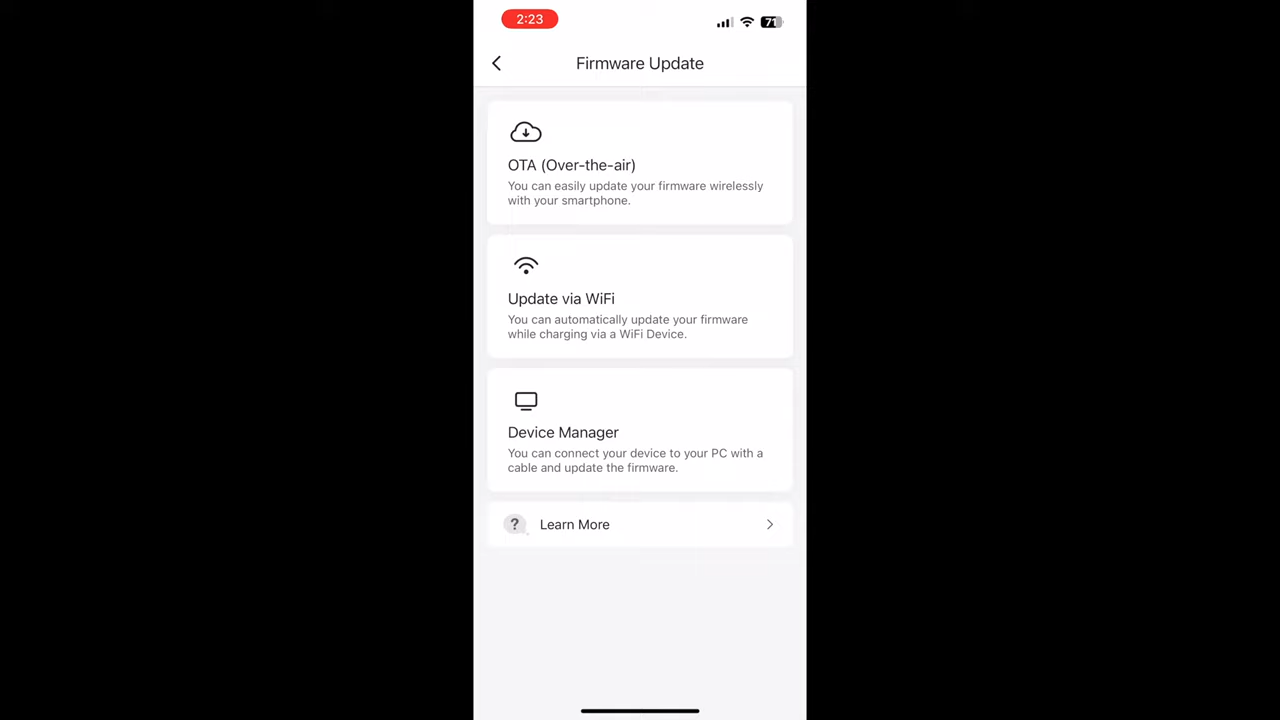 2:23
71
Firmware Update
OTA (Over-the-air)
You can easily update your firmware wirelessly
with your smartphone.
Update via WiFi
You can automatically update your firmware
while charging via a WiFi Device.
Device Manager
You can connect your device to your PC with a
cable and update the firmware.
? Learn More